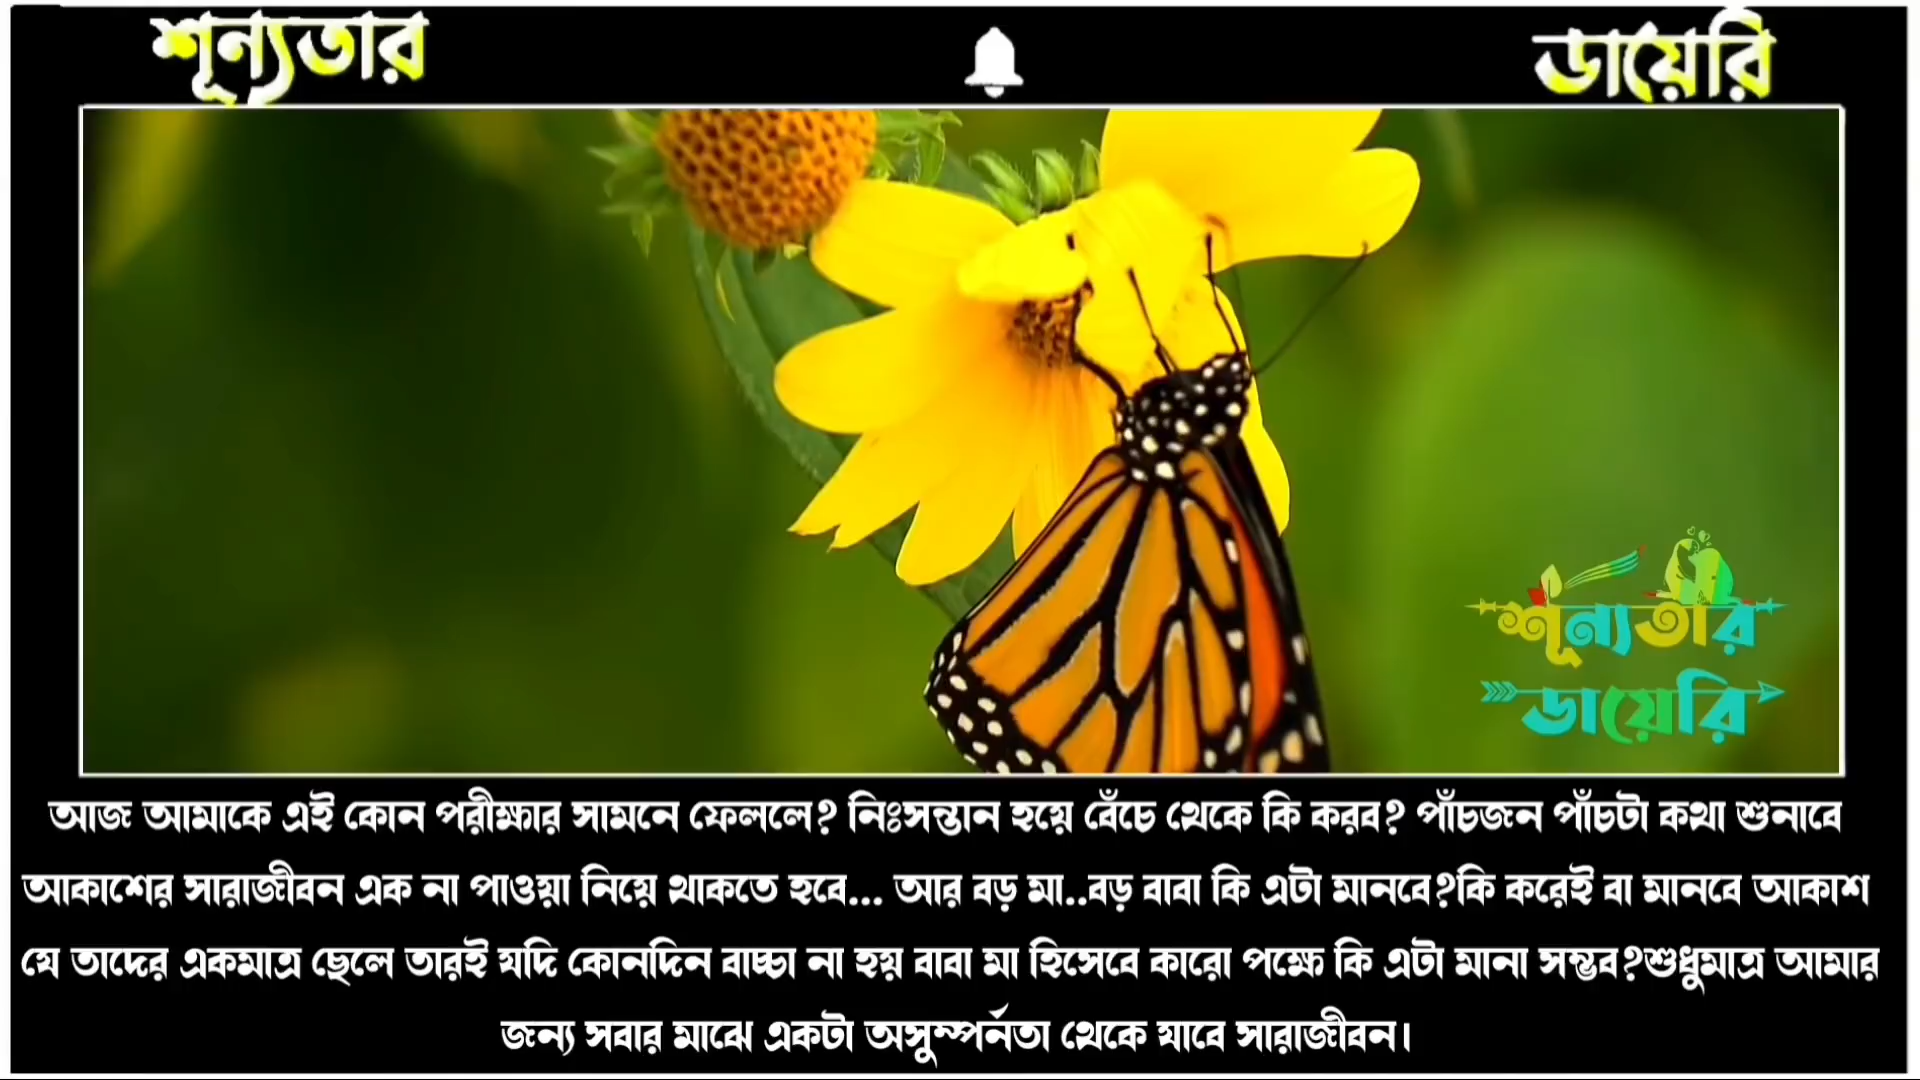 শূন্যতার
ডায়েরি
শূন্যতার
ডায়েরি
আজ আমাকে এই কোন পরীক্ষার সামনে ফেললে? নিঃসন্তান হয়ে বেঁচে থেকে কি করব? পাঁচজন পাঁচটা কথা শুনাবে
আকাশের সারাজীবন এক না পাওয়া নিয়ে থাকতে হবে... আর বড় মা..বড় বাবা কি এটা মানবে?কি করেই বা মানবে আকাশ
যে তাদের একমাত্র ছেলে তারই যদি কোনদিন বাচ্চা না হয় বাবা মা হিসেবে কারো পক্ষে কি এটা মানা সম্ভব?শুধুমাত্র আমার
জন্য সবার মাঝে একটা অসুম্পর্নতা থেকে যাবে সারাজীবন।